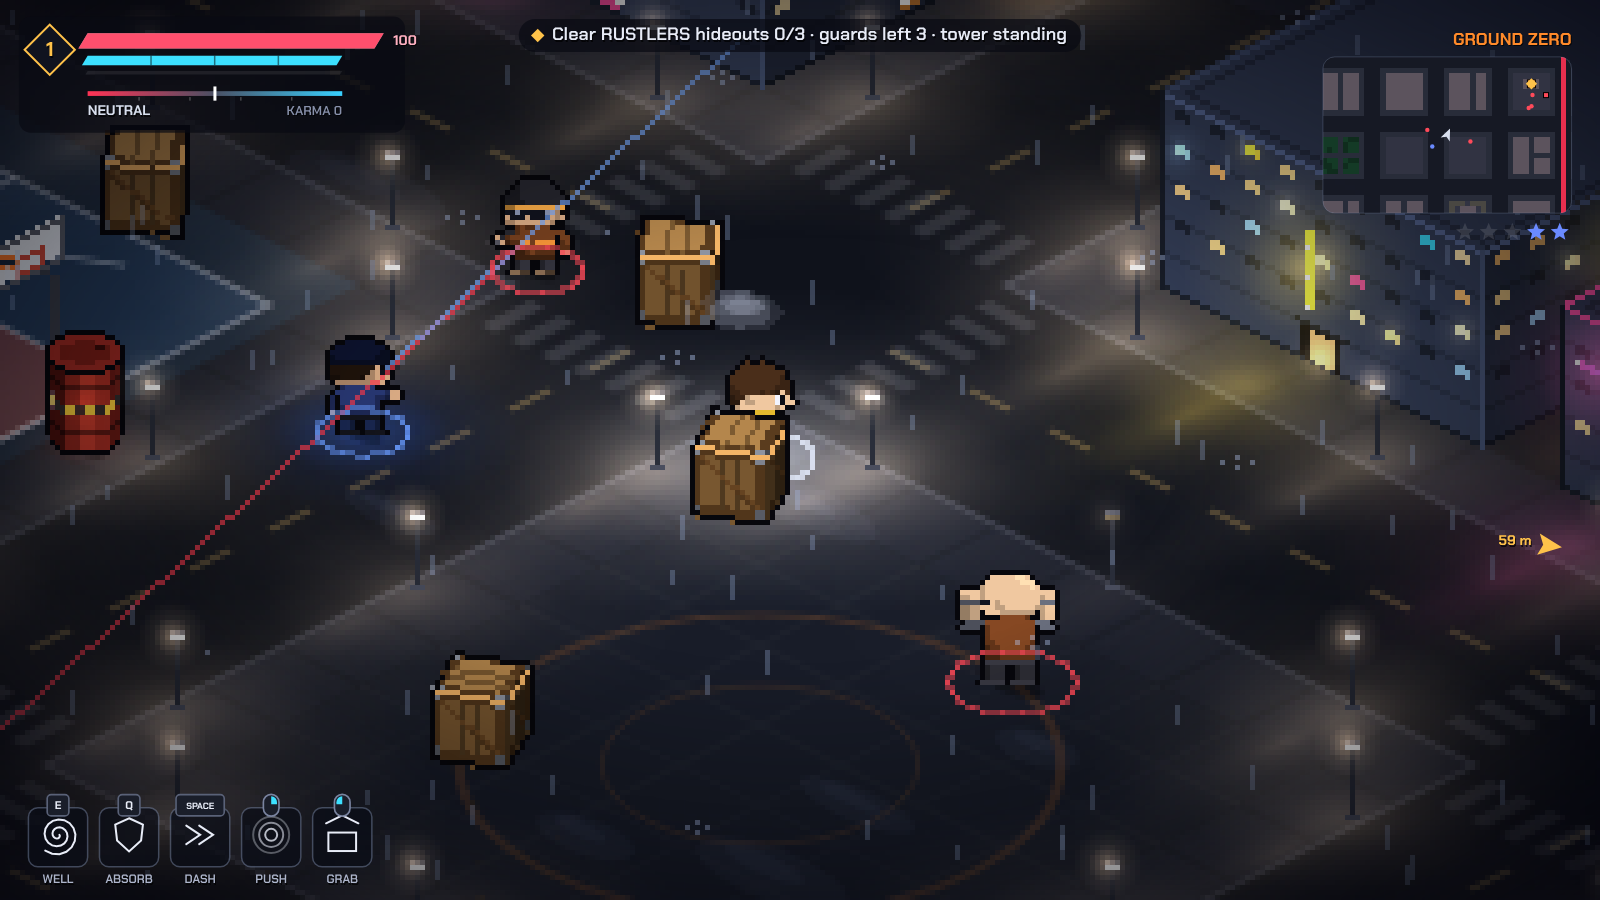 1
100
NEUTRAL
KARMA 0
Clear RUSTLERS hideouts 0/3 · guards left 3 · tower standing
GROUND ZERO
59 m
E
Q
SPACE
WELL
ABSORB
DASH
PUSH
GRAB